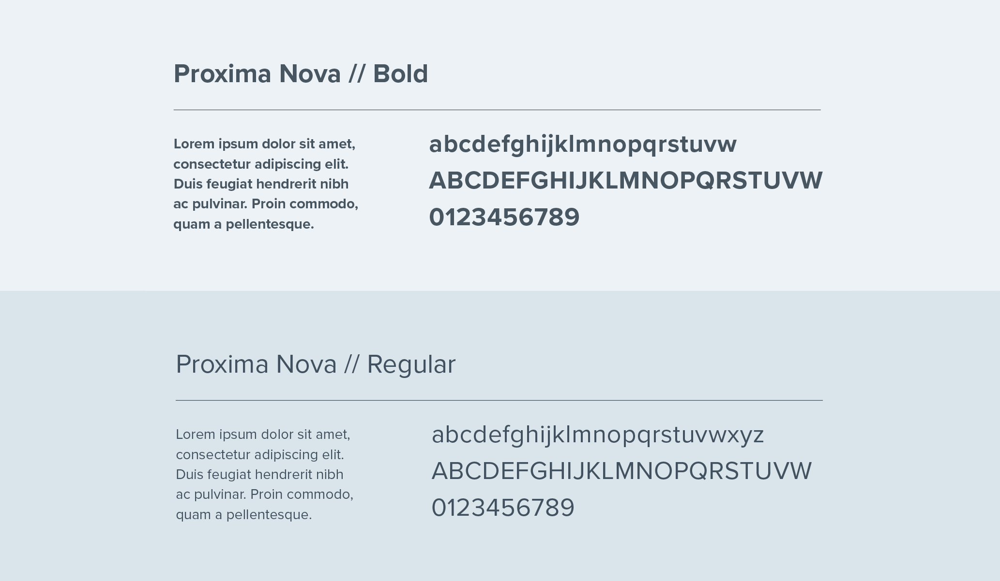 Proxima Nova // Bold
Lorem ipsum dolor sit amet,
consectetur adipiscing elit.
Duis feugiat hendrerit nibh
ac pulvinar. Proin commodo,
quam a pellentesque.
abcdefghijklmnopqrstuvw
ABCDEFGHIJKLMNOPQRSTUVW
0123456789
Proxima Nova // Regular
Lorem ipsum dolor sit amet,
consectetur adipiscing elit.
Duis feugiat hendrerit nibh
ac pulvinar. Proin commodo,
quam a pellentesque.
abcdefghijklmnopqrstuvwxyz
ABCDEFGHIJKLMNOPQRSTUVW
0123456789